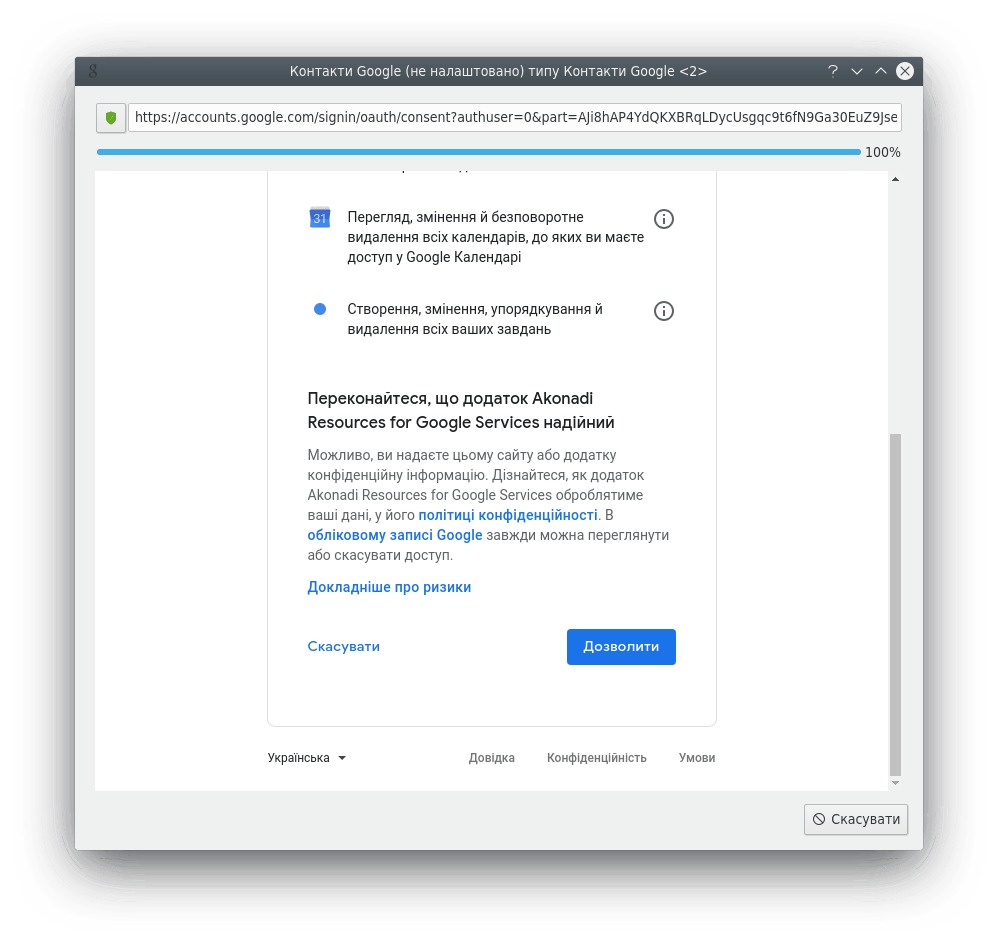 Контакти Google (не налаштовано) типу Контакти Google <2>
https://accounts.google.com/signin/oauth/consent?authuser=0&part=AJi8hAP4YdQKXBRqLDycUsgqc9t6fN9Ga30EuZ9Jse
100%
31
Перегляд, змінення й безповоротне
видалення всіх календарів, до яких ви маєте
доступ у Google Календарі
Створення, змінення, упорядкування й
видалення всіх ваших завдань
Переконайтеся, що додаток Akonadi
Resources for Google Services надійний
Можливо, ви надаєте цьому сайту або додатку
конфіденційну інформацію. Дізнайтеся, як додаток
Akonadi Resources for Google Services оброблятиме
ваші дані, у його політиці конфіденційності. В
обліковому записі Google завжди можна переглянути
або скасувати доступ.
Докладніше про ризики
Скасувати
Дозволити
Українська
Довідка
Конфіденційність
Умови
Скасувати